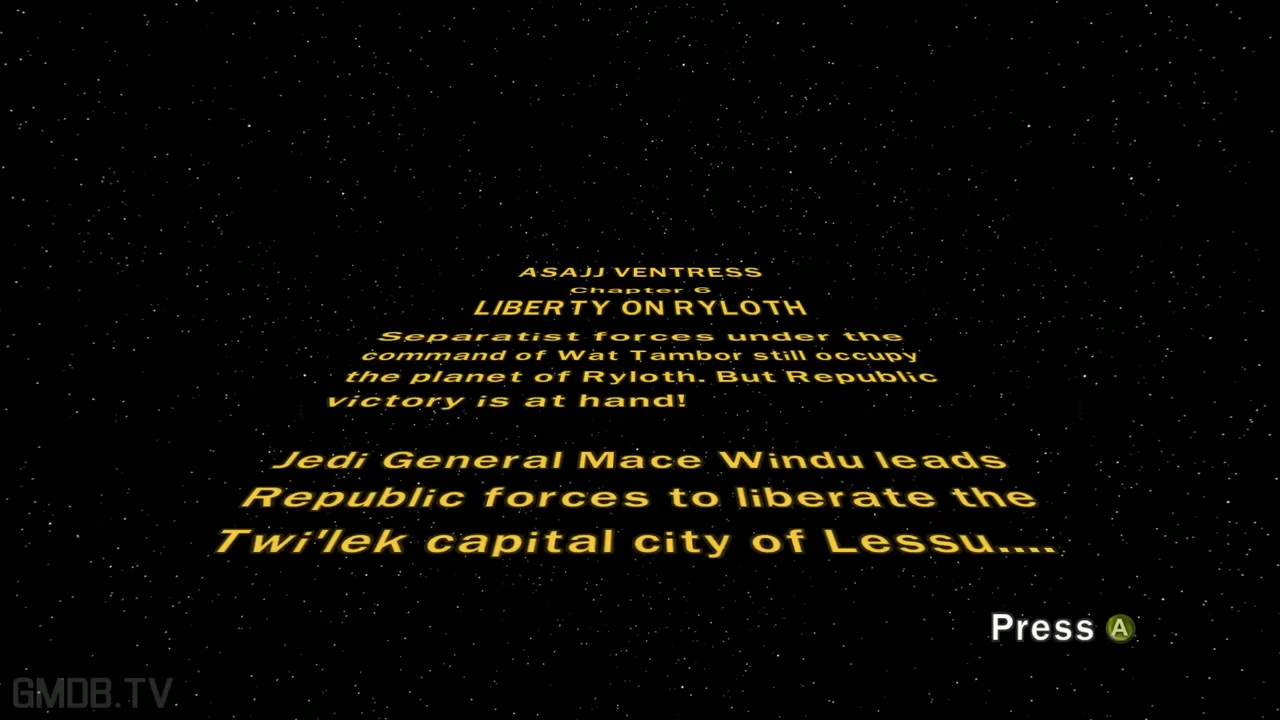 ASAJJ VENTRESS
Chapter 6
LIBERTY ON RYLOTH
Separatist forces under the
command of Wat Tambor still occupy
the planet of Ryloth. But Republic
victory is at hand!
Jedi General Mace Windu leads
Republic forces to liberate the
Twi'lek capital city of Lessu....
Press A
GMDB.TV